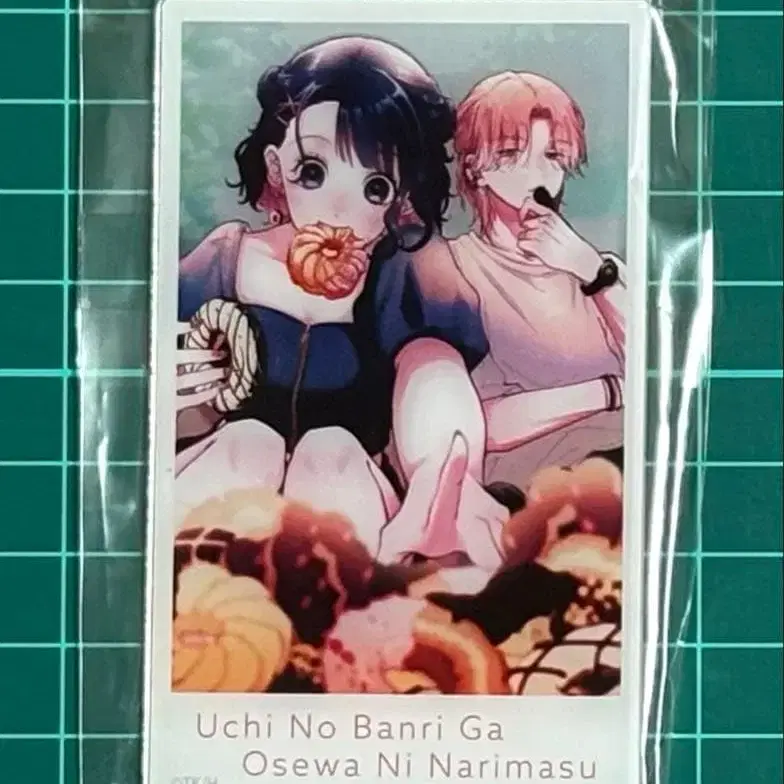 Uchi No Banri Ga
Osewa Ni Narimasu